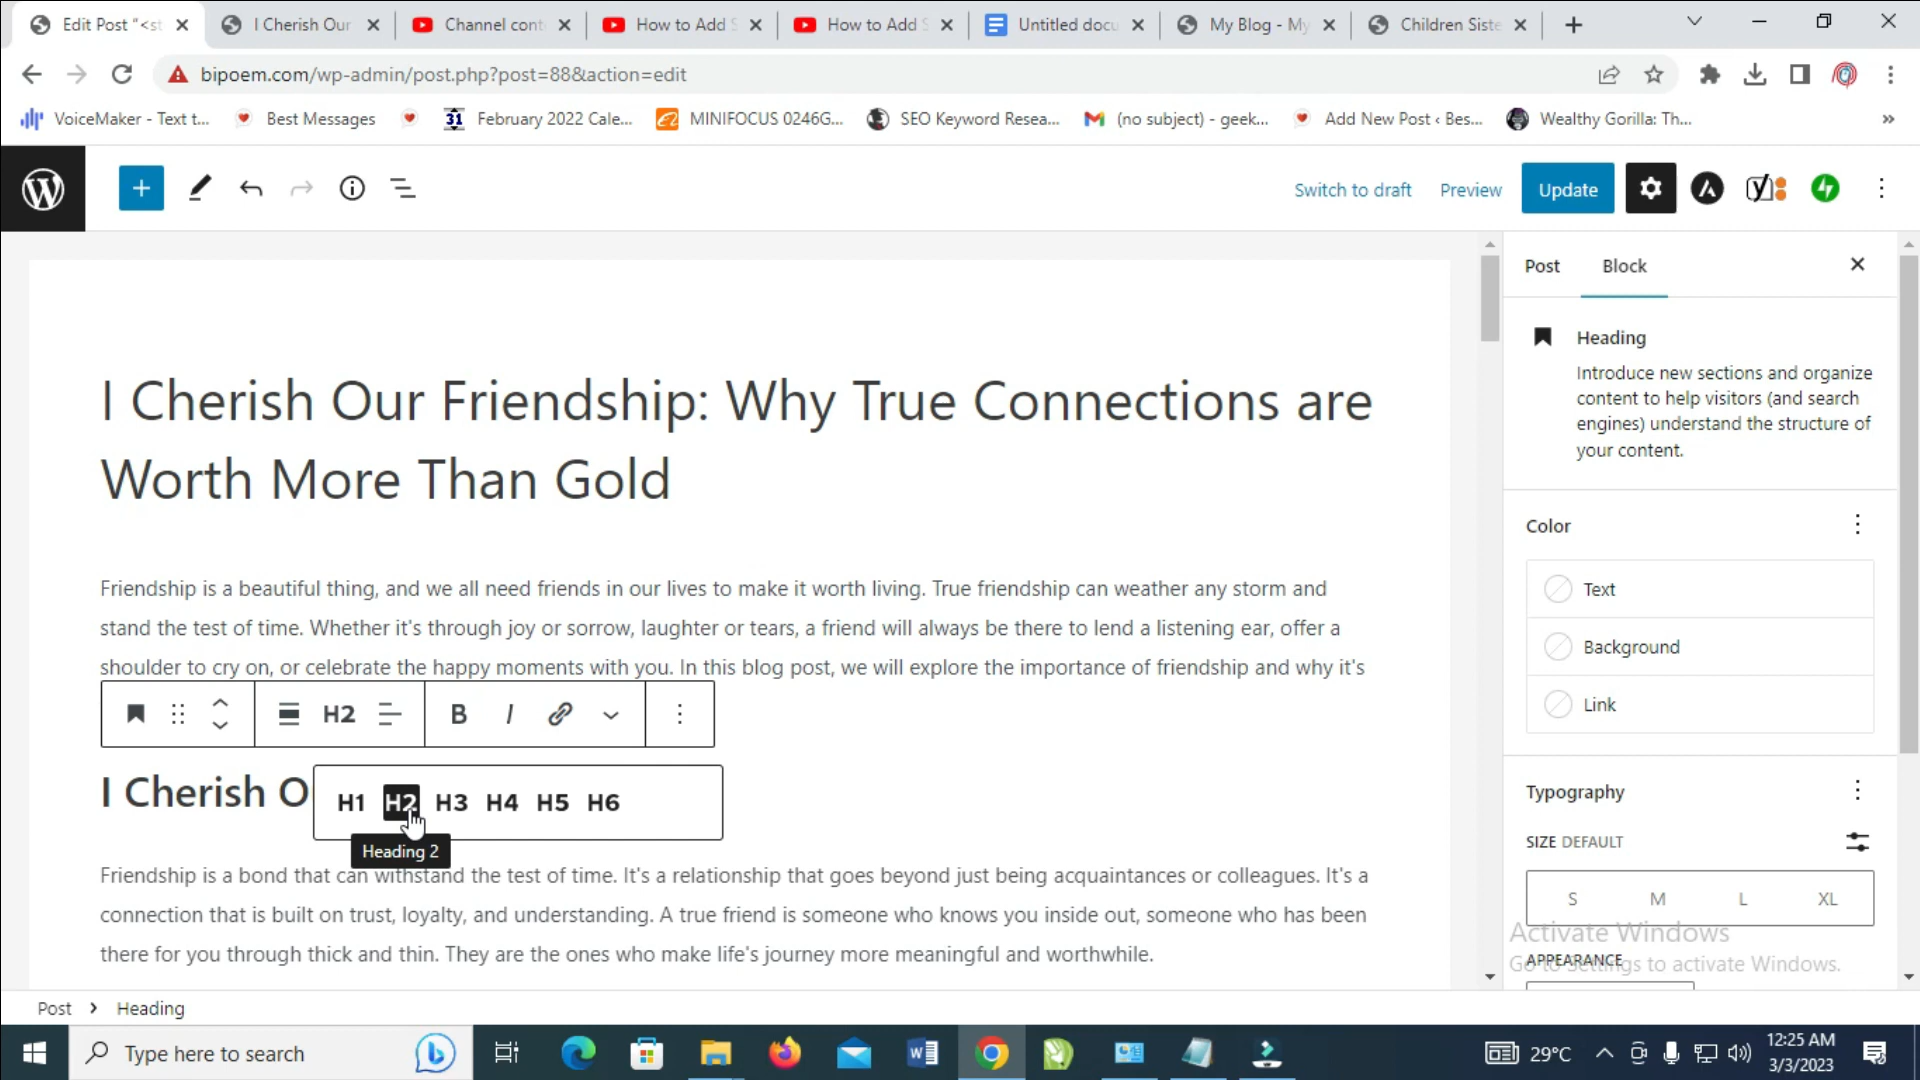 Edit Post "<st
I Cherish Our
Channel cont
How to Add S
How to Add S
Untitled docu
My Blog - My
Children Siste
bipoem.com/wp-admin/post.php?post=88&action=edit
VoiceMaker - Text t...
Best Messages
31
February 2022 Cale...
MINIFOCUS 0246G...
SEO Keyword Resea...
(no subject) - geek...
Add New Post ‹ Bes...
Wealthy Gorilla: Th...
»
Switch to draft
Preview
Update
Post
Block
Heading
Introduce new sections and organize
content to help visitors (and search
engines) understand the structure of
your content.
I Cherish Our Friendship: Why True Connections are
Worth More Than Gold
Friendship is a beautiful thing, and we all need friends in our lives to make it worth living. True friendship can weather any storm and
stand the test of time. Whether it's through joy or sorrow, laughter or tears, a friend will always be there to lend a listening ear, offer a
shoulder to cry on, or celebrate the happy moments with you. In this blog post, we will explore the importance of friendship and why it's
H2
B
I
I Cherish O
H1 H2 H3 H4 H5 H6
Heading 2
Friendship is a bond that can withstand the test of time. It's a relationship that goes beyond just being acquaintances or colleagues. It's a
connection that is built on trust, loyalty, and understanding. A true friend is someone who knows you inside out, someone who has been
there for you through thick and thin. They are the ones who make life's journey more meaningful and worthwhile.
Color
Text
Background
Link
Typography
SIZE DEFAULT
S M L XL
Activate Windows
APPEARANCE
Go to Settings to activate Windows.
Post
Heading
Type here to search
29°C
12:25 AM
3/3/2023